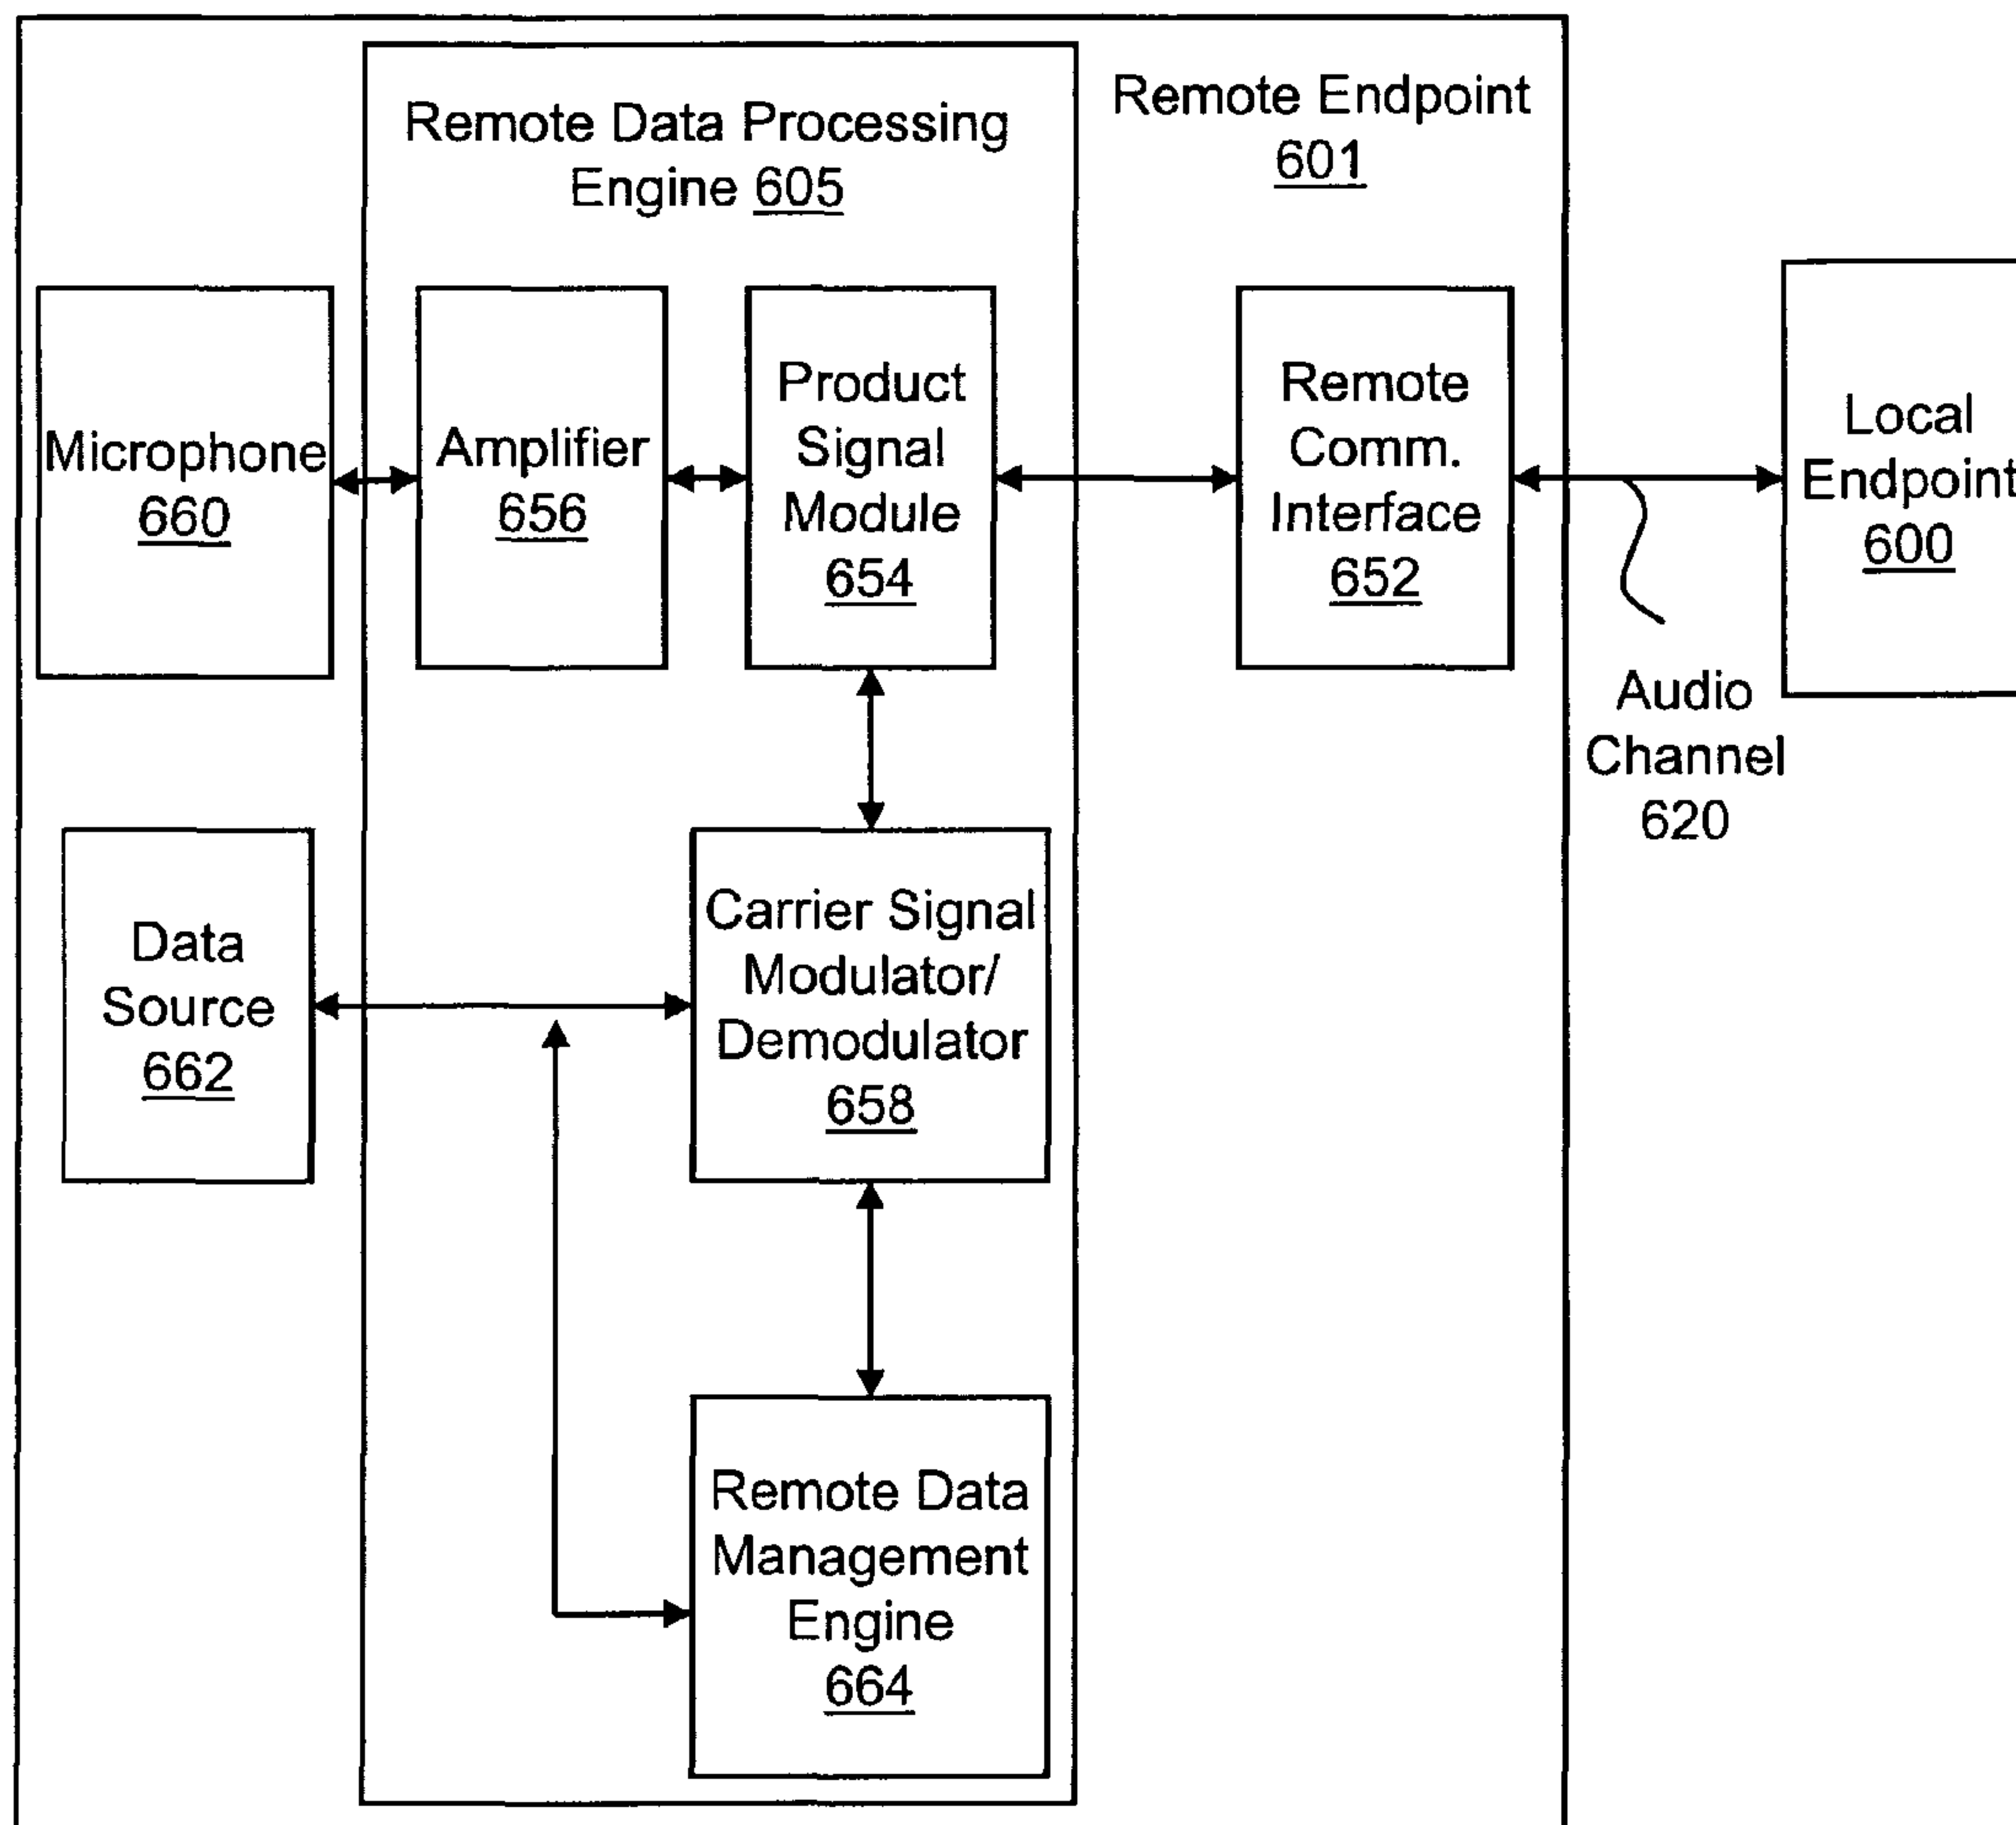 Remote Data Processing
Engine 605
Remote Endpoint
601
Microphone
660
Amplifier
656
Product
Signal
Module
654
Remote
Comm.
Interface
652
Local
Endpoint
600
Audio
Channel
620
Data
Source
662
Carrier Signal
Modulator/
Demodulator
658
Remote Data
Management
Engine
664